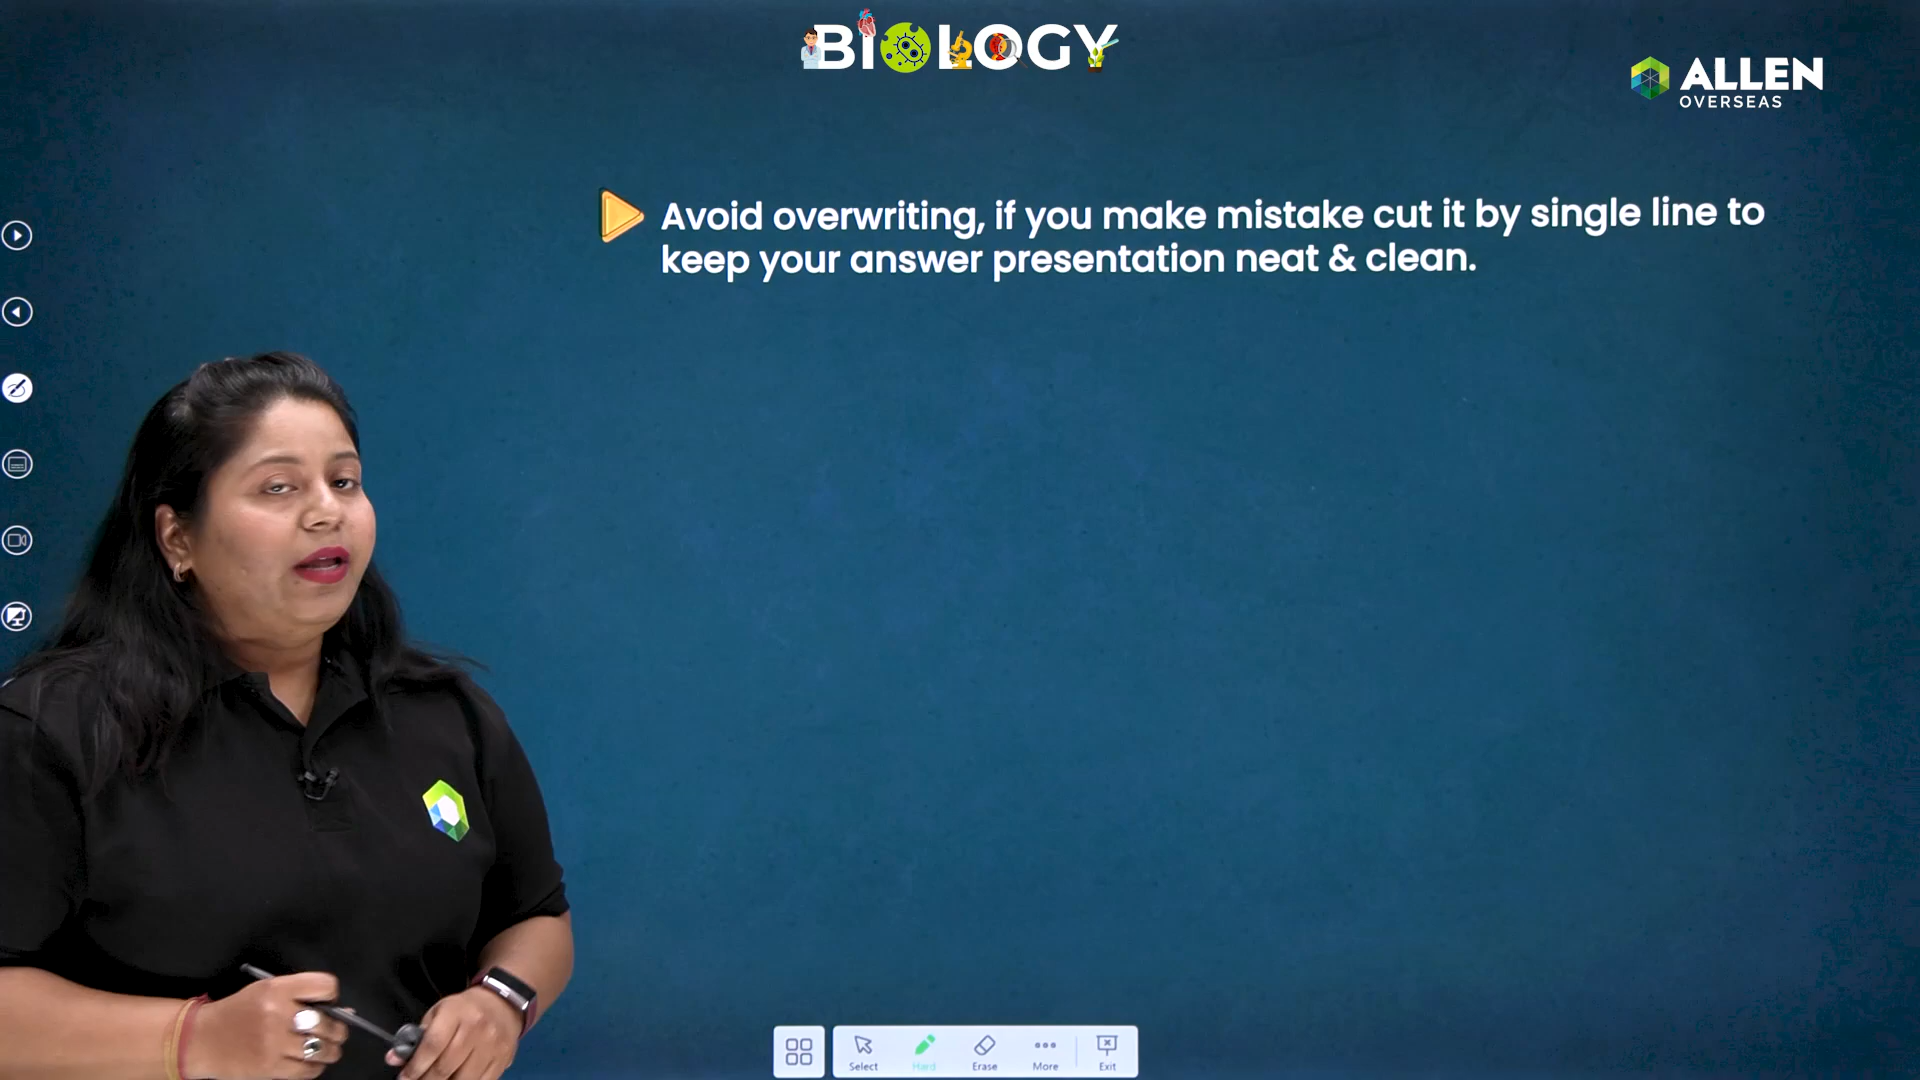 BIOLOGY
ALLEN
OVERSEAS
Avoid overwriting, if you make mistake cut it by single line to
keep your answer presentation neat & clean.
Select
Hard
Erase
More
Exit